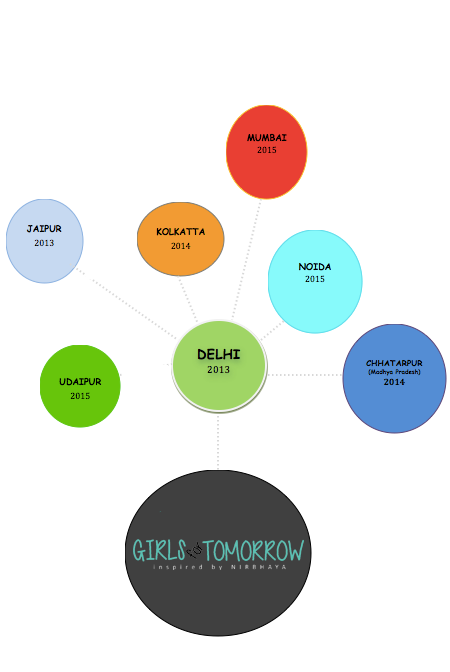 MUMBAI
2015
JAIPUR
2013
KOLKATTA
2014
NOIDA
2015
DELHI
2013
CHHATARPUR
(Madhya Pradesh)
2014
UDAIPUR
2015
GIRLS for TOMORROW
inspired by NIRBHAYA